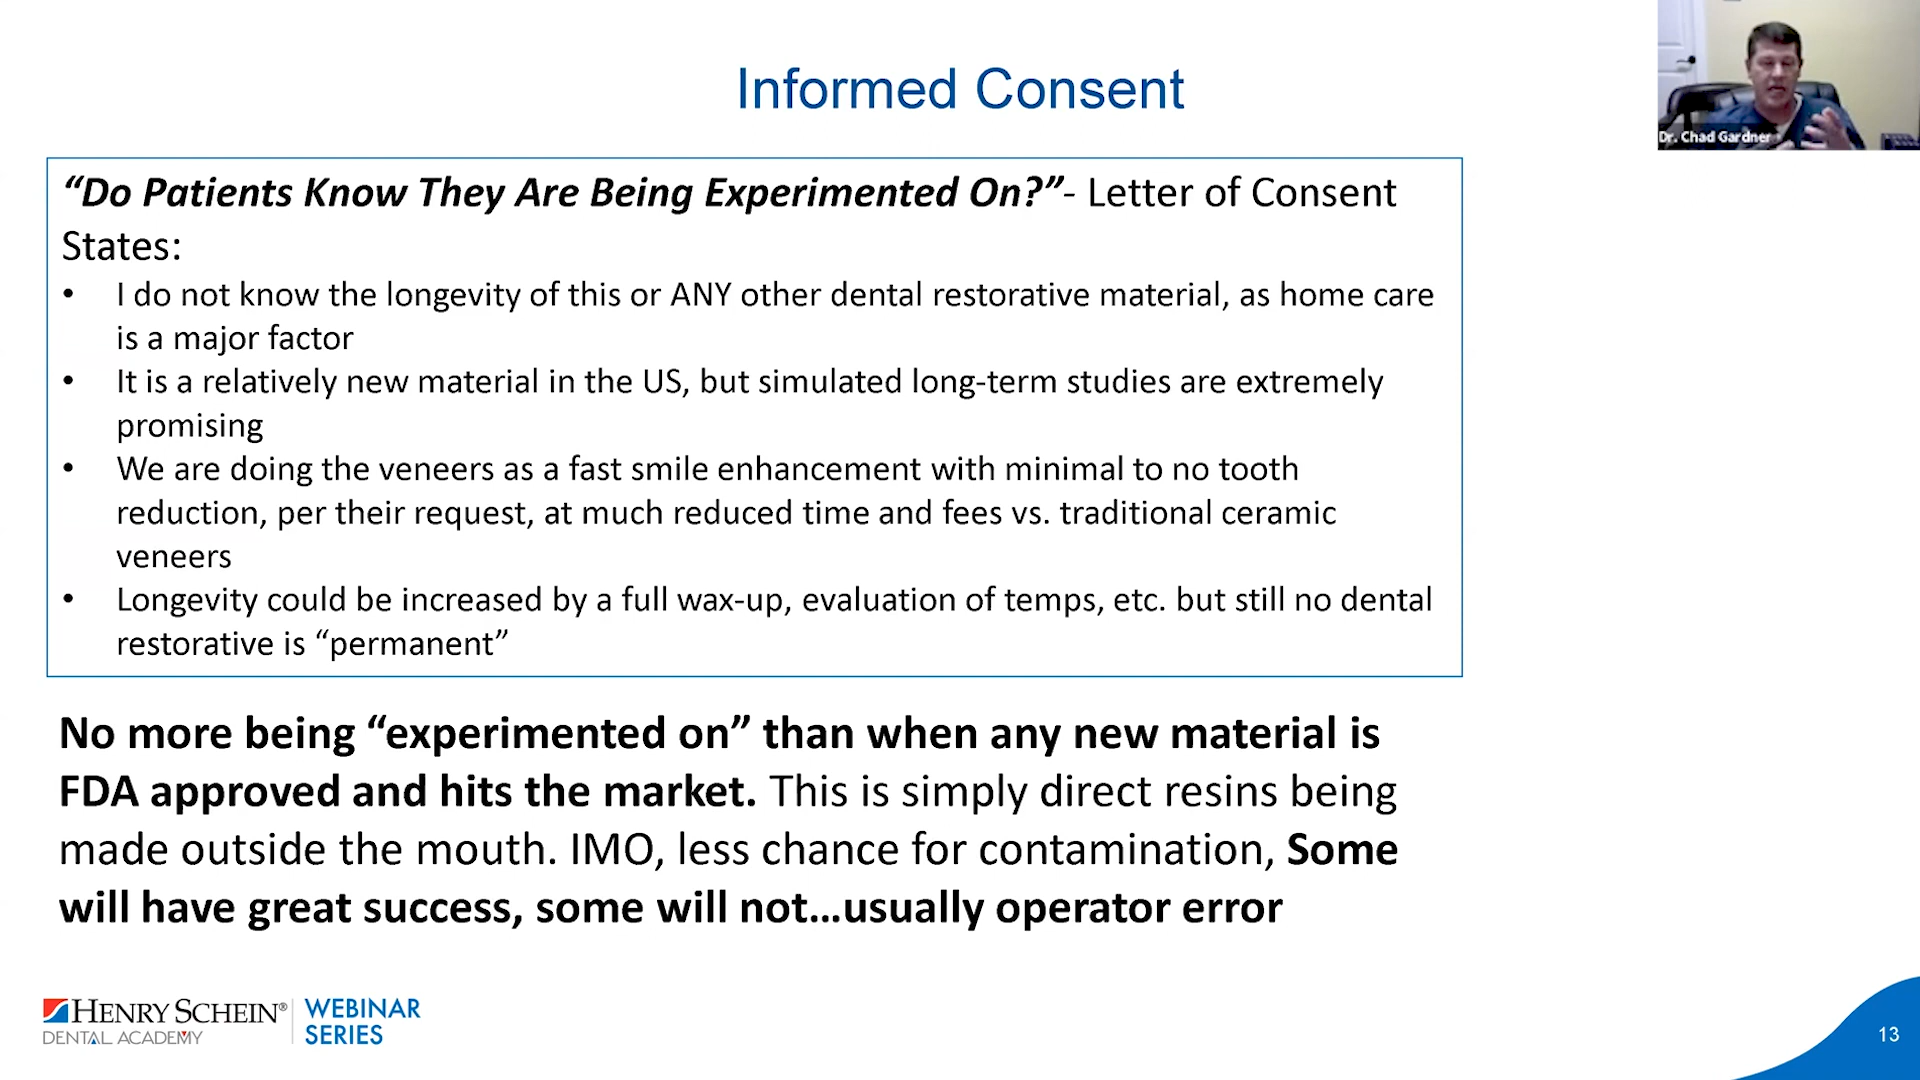 Informed Consent
Dr. Chad Gardner
“Do Patients Know They Are Being Experimented On?”- Letter of Consent
States:
• I do not know the longevity of this or ANY other dental restorative material, as home care
is a major factor
• It is a relatively new material in the US, but simulated long-term studies are extremely
promising
• We are doing the veneers as a fast smile enhancement with minimal to no tooth
reduction, per their request, at much reduced time and fees vs. traditional ceramic
veneers
• Longevity could be increased by a full wax-up, evaluation of temps, etc. but still no dental
restorative is “permanent”
No more being “experimented on” than when any new material is
FDA approved and hits the market. This is simply direct resins being
made outside the mouth. IMO, less chance for contamination, Some
will have great success, some will not…usually operator error
HENRY SCHEIN®
DENTAL ACADEMY
WEBINAR
SERIES
13